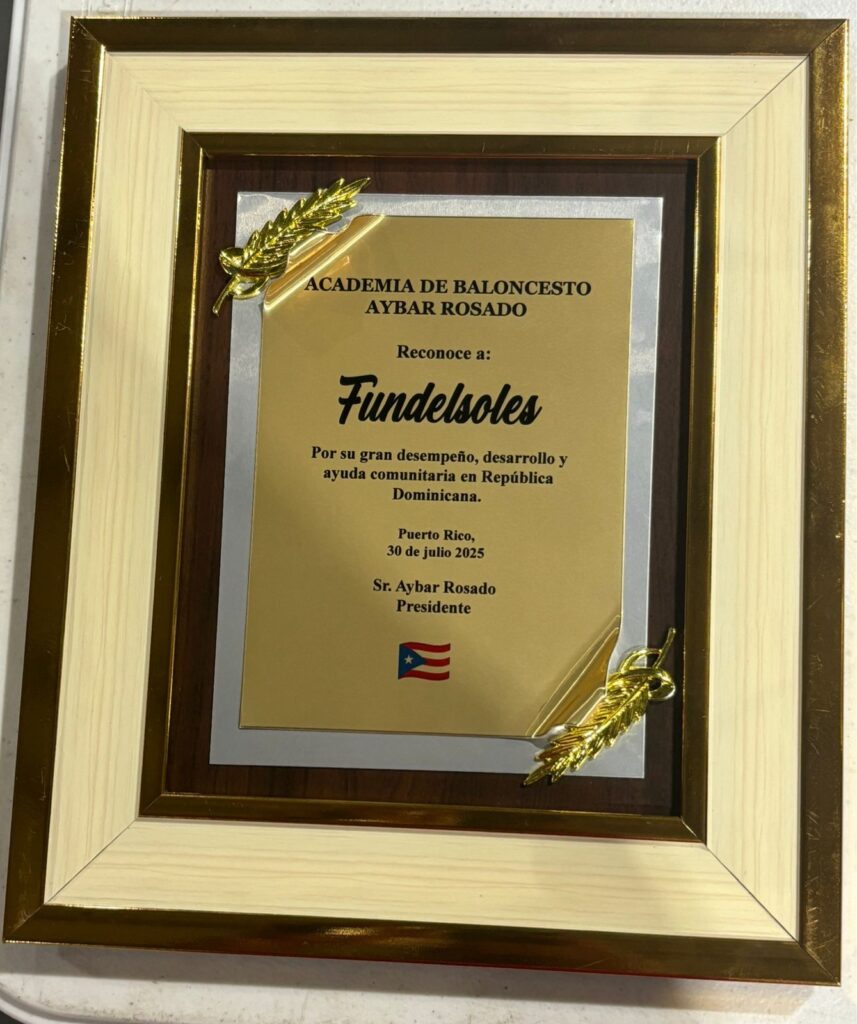 ACADEMIA DE BALONCESTO
AYBAR ROSADO
Reconoce a:
Fundelsoles
Por su gran desempeño, desarrollo y
ayuda comunitaria en República
Dominicana.
Puerto Rico,
30 de julio 2025
Sr. Aybar Rosado
Presidente